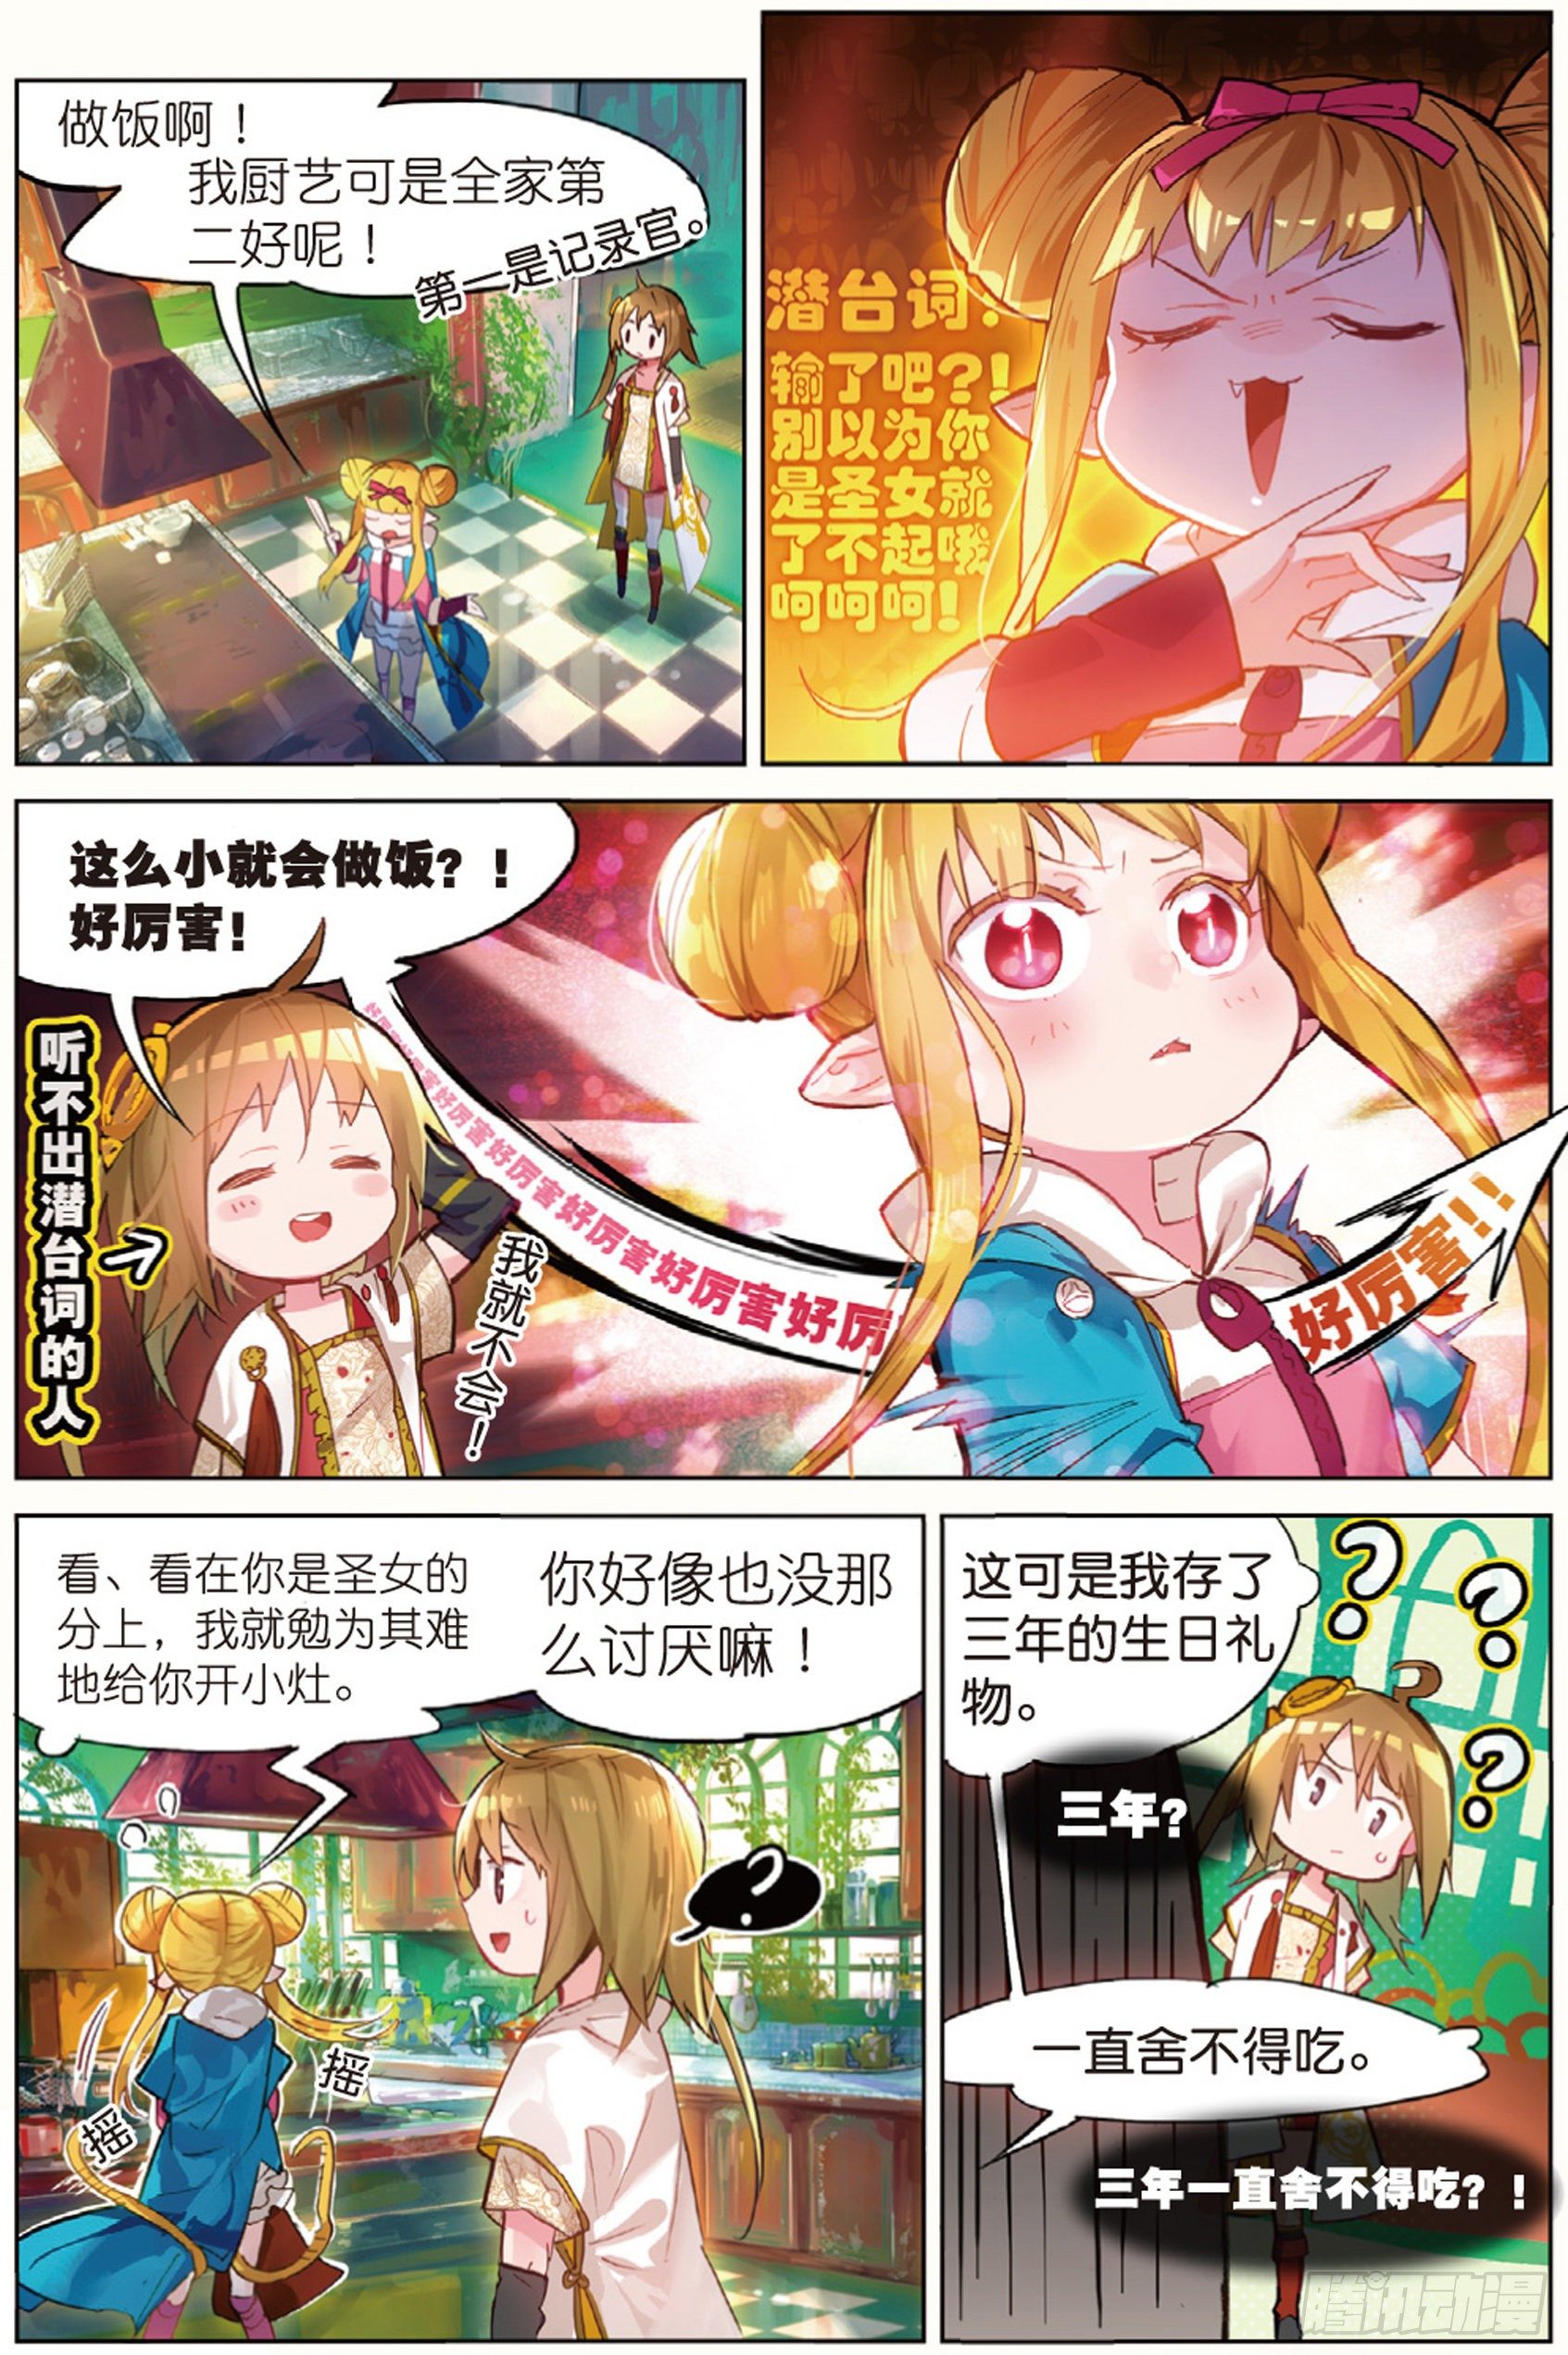 做饭啊！
我厨艺可是全家第
二好呢！
第一是记录官。
潜台词：
输了吧？！
别以为你
是圣女就
了不起哦
呵呵呵！
这么小就会做饭？！
好厉害！
听不出潜台词的人
好厉害好厉害好厉害好厉害好厉
好厉害！！
我就不会！
看、看在你是圣女的
分上，我就勉为其难
地给你开小灶。
你好像也没那
么讨厌嘛！
？
摇
摇
这可是我存了
三年的生日礼
物。
？
？
？
三年？
一直舍不得吃。
三年一直舍不得吃？！
腾讯动漫